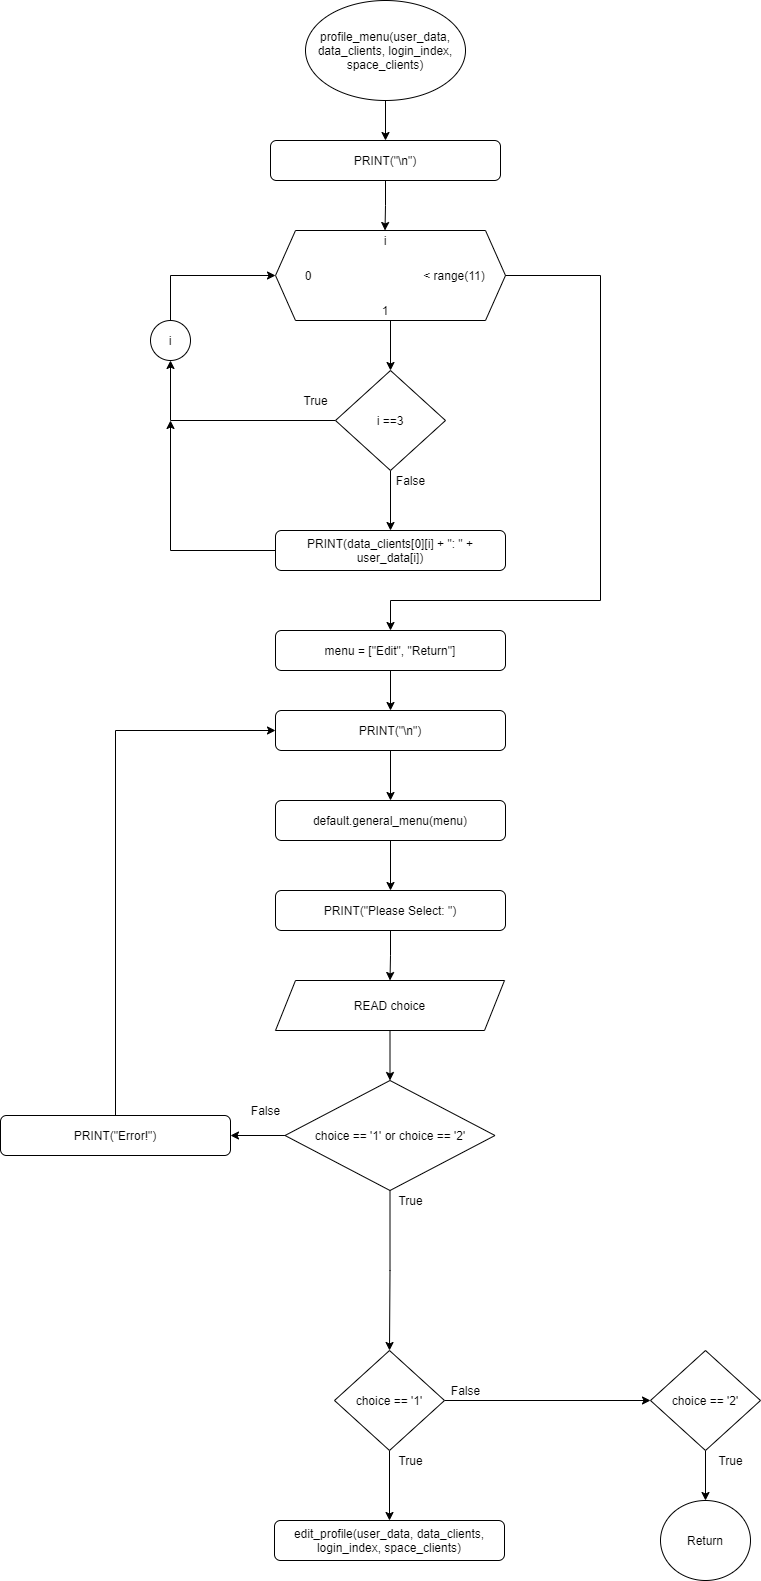 profile_menu(user_data,
data_clients, login_index,
space_clients)
PRINT("\n")
i
0
< range(11)
1
i
True
i ==3
False
PRINT(data_clients[0][i] + ": " +
user_data[i])
menu = ["Edit", "Return"]
PRINT("\n")
default.general_menu(menu)
PRINT("Please Select: ")
READ choice
False
PRINT("Error!")
choice == '1' or choice == '2'
True
choice == '1'
False
choice == '2'
True
True
edit_profile(user_data, data_clients,
login_index, space_clients)
Return